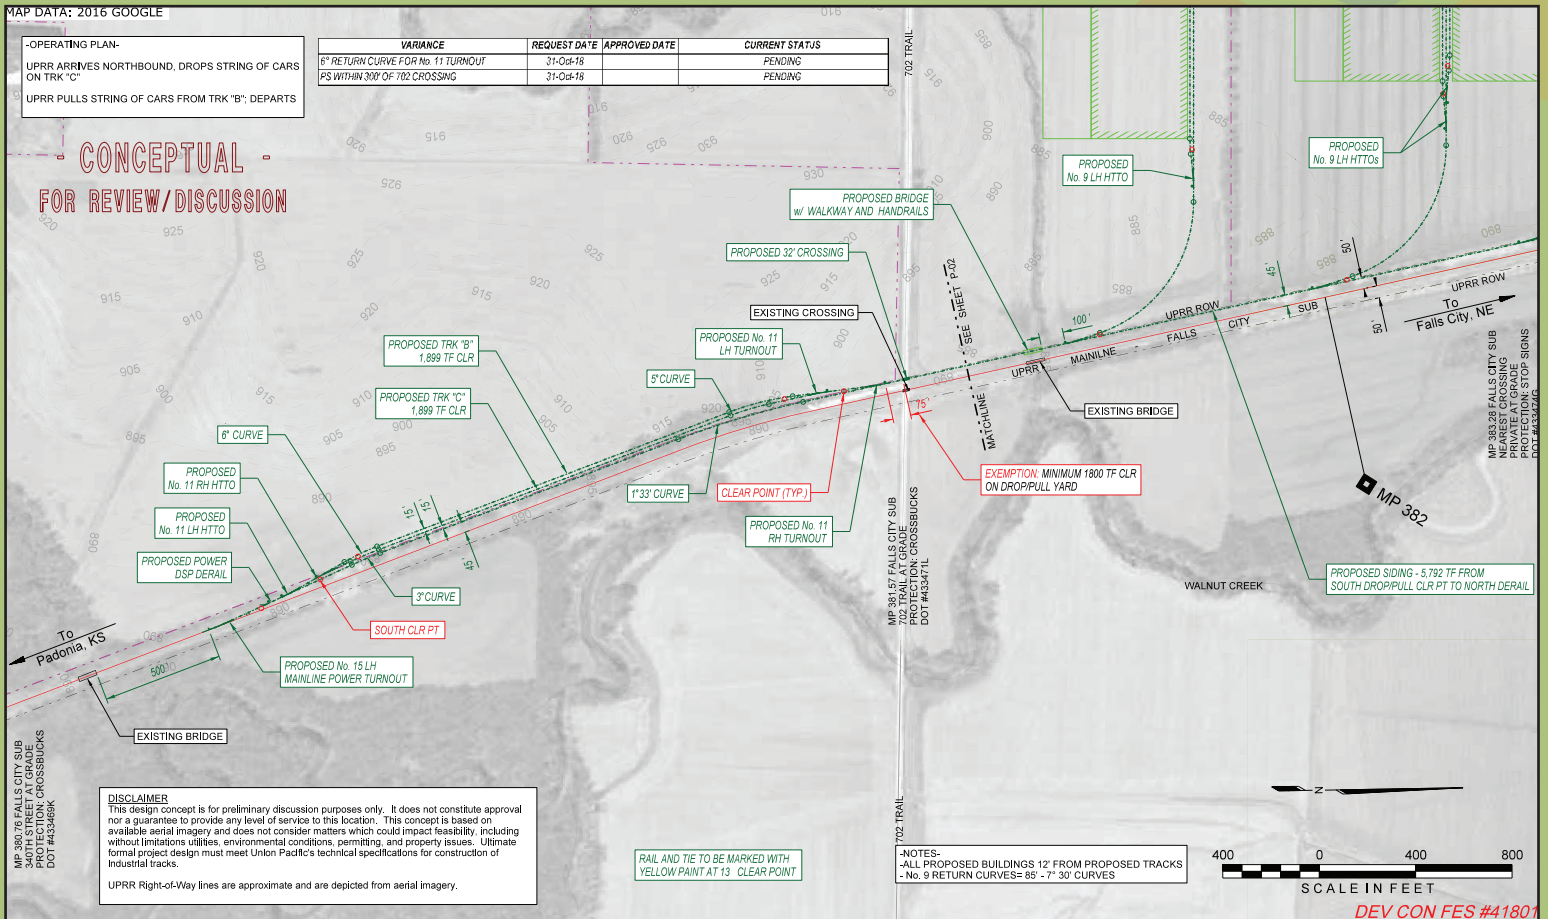 MAP DATA: 2016 GOOGLE
-OPERATING PLAN-
UPRR ARRIVES NORTHBOUND, DROPS STRING OF CARS
ON TRK "C"
UPRR PULLS STRING OF CARS FROM TRK "B"; DEPARTS
VARIANCE REQUEST DATE APPROVED DATE CURRENT STATUS
6° RETURN CURVE FOR No. 11 TURNOUT 31-Oct-18 PENDING
PS WITHIN 300' OF 702 CROSSING 31-Oct-18 PENDING
- CONCEPTUAL -
FOR REVIEW/DISCUSSION
702 TRAIL
PROPOSED
No. 9 LH HTTO
PROPOSED
No. 9 LH HTTOs
PROPOSED BRIDGE
w/ WALKWAY AND HANDRAILS
PROPOSED 32' CROSSING
EXISTING CROSSING
PROPOSED No. 11
LH TURNOUT
5° CURVE
PROPOSED TRK "B"
1,899 TF CLR
PROPOSED TRK "C"
1,899 TF CLR
6° CURVE
PROPOSED
No. 11 RH HTTO
PROPOSED
No. 11 LH HTTO
PROPOSED POWER
DSP DERAIL
3° CURVE
SOUTH CLR PT
PROPOSED No. 15 LH
MAINLINE POWER TURNOUT
1°33' CURVE
CLEAR POINT (TYP.)
PROPOSED No. 11
RH TURNOUT
EXEMPTION: MINIMUM 1800 TF CLR
ON DROP/PULL YARD
EXISTING BRIDGE
MATCHLINE SEE SHEET P-02
UPRR MAINILNE FALLS CITY SUB
UPRR ROW
UPRR ROW
To
Falls City, NE
To
Padonia, KS
500'
15'
15'
45'
75'
100'
45'
50'
50'
MP 382
WALNUT CREEK
PROPOSED SIDING - 5,792 TF FROM
SOUTH DROP/PULL CLR PT TO NORTH DERAIL
MP 383.28 FALLS CITY SUB
NEAREST CROSSING
PRIVATE AT GRADE
PROTECTION: STOP SIGNS
DOT #433474G
MP 381.57 FALLS CITY SUB
702 TRAIL AT GRADE
PROTECTION: CROSSBUCKS
DOT #433471L
702 TRAIL
EXISTING BRIDGE
MP 380.76 FALLS CITY SUB
340TH STREET AT GRADE
PROTECTION: CROSSBUCKS
DOT #433469K
DISCLAIMER
This design concept is for preliminary discussion purposes only. It does not constitute approval
nor a guarantee to provide any level of service to this location. This concept is based on
available aerial imagery and does not consider matters which could impact feasibility, including
without limitations utilities, environmental conditions, permitting, and property issues. Ultimate
formal project design must meet Union Pacific's technical specifications for construction of
Industrial tracks.
UPRR Right-of-Way lines are approximate and are depicted from aerial imagery.
RAIL AND TIE TO BE MARKED WITH
YELLOW PAINT AT 13 CLEAR POINT
-NOTES-
-ALL PROPOSED BUILDINGS 12' FROM PROPOSED TRACKS
- No. 9 RETURN CURVES= 85' - 7° 30' CURVES
N
400 0 400 800
SCALE IN FEET
DEV CON FES #41801